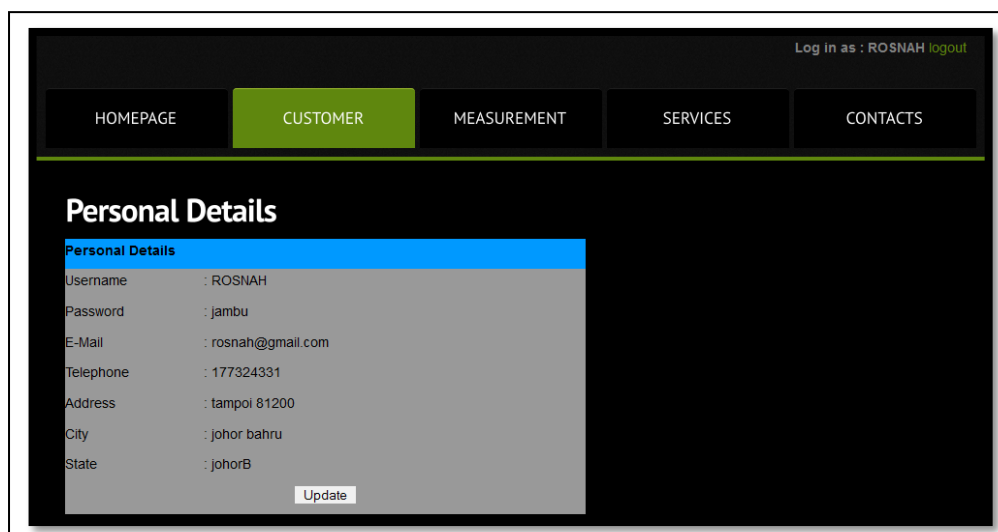 Log in as : ROSNAH logout
HOMEPAGE CUSTOMER MEASUREMENT SERVICES CONTACTS
Personal Details
Personal Details
Username : ROSNAH
Password : jambu
E-Mail : rosnah@gmail.com
Telephone : 177324331
Address : tampoi 81200
City : johor bahru
State : johorB
Update